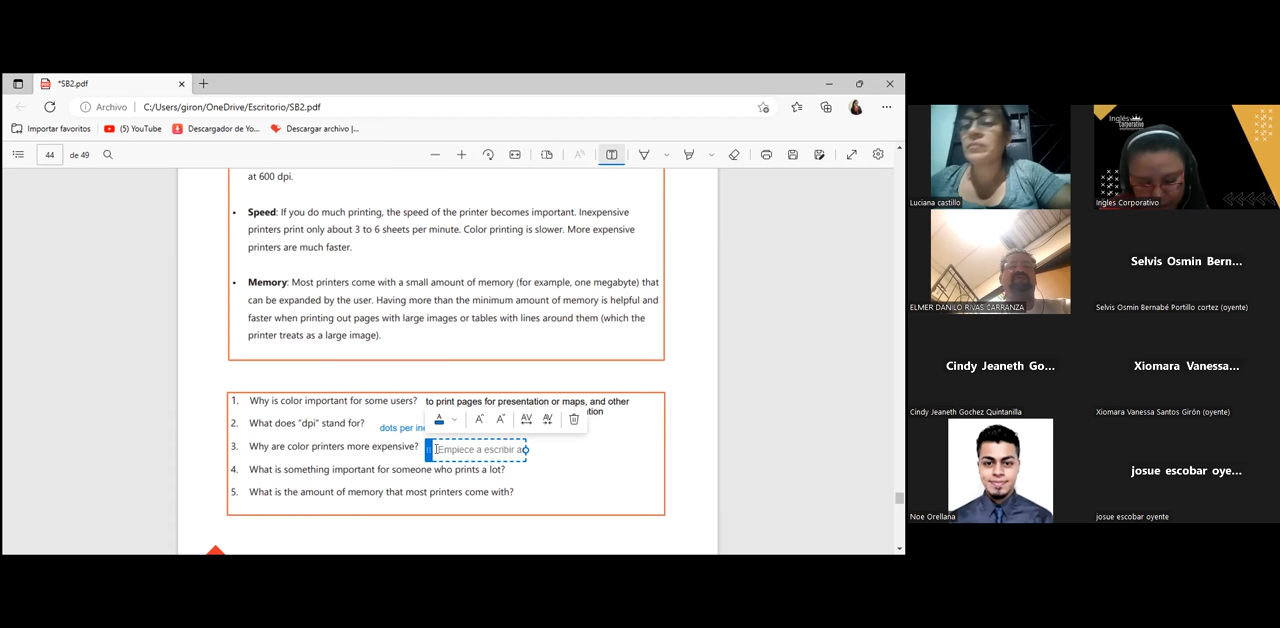 *SB2.pdf
Archivo
C:/Users/giron/OneDrive/Escritorio/SB2.pdf
Importar favoritos
(5) YouTube
Descargador de Yo...
Descargar archivo |...
44
de 49
at 600 dpi.
• Speed: If you do much printing, the speed of the printer becomes important. Inexpensive
printers print only about 3 to 6 sheets per minute. Color printing is slower. More expensive
printers are much faster.
• Memory: Most printers come with a small amount of memory (for example, one megabyte) that
can be expanded by the user. Having more than the minimum amount of memory is helpful and
faster when printing out pages with large images or tables with lines around them (which the
printer treats as a large image).
1. Why is color important for some users? to print pages for presentation or maps, and other
2. What does "dpi" stand for?
dots per
3. Why are color printers more expensive?
Empiece a escribir
4. What is something important for someone who prints a lot?
5. What is the amount of memory that most printers come with?
Luciana castillo
Inglés
Corporativo
Ingles Corporativo
ELMER DANILO RIVAS CARRANZA
Selvis Osmin Bern...
Selvis Osmin Bernabé Portillo cortez (oyente)
Cindy Jeaneth Go...
Cindy Jeaneth Gochez Quintanilla
Xiomara Vanessa...
Xiomara Vanessa Santos Girón (oyente)
Noe Orellana
josue escobar oye...
josue escobar oyente